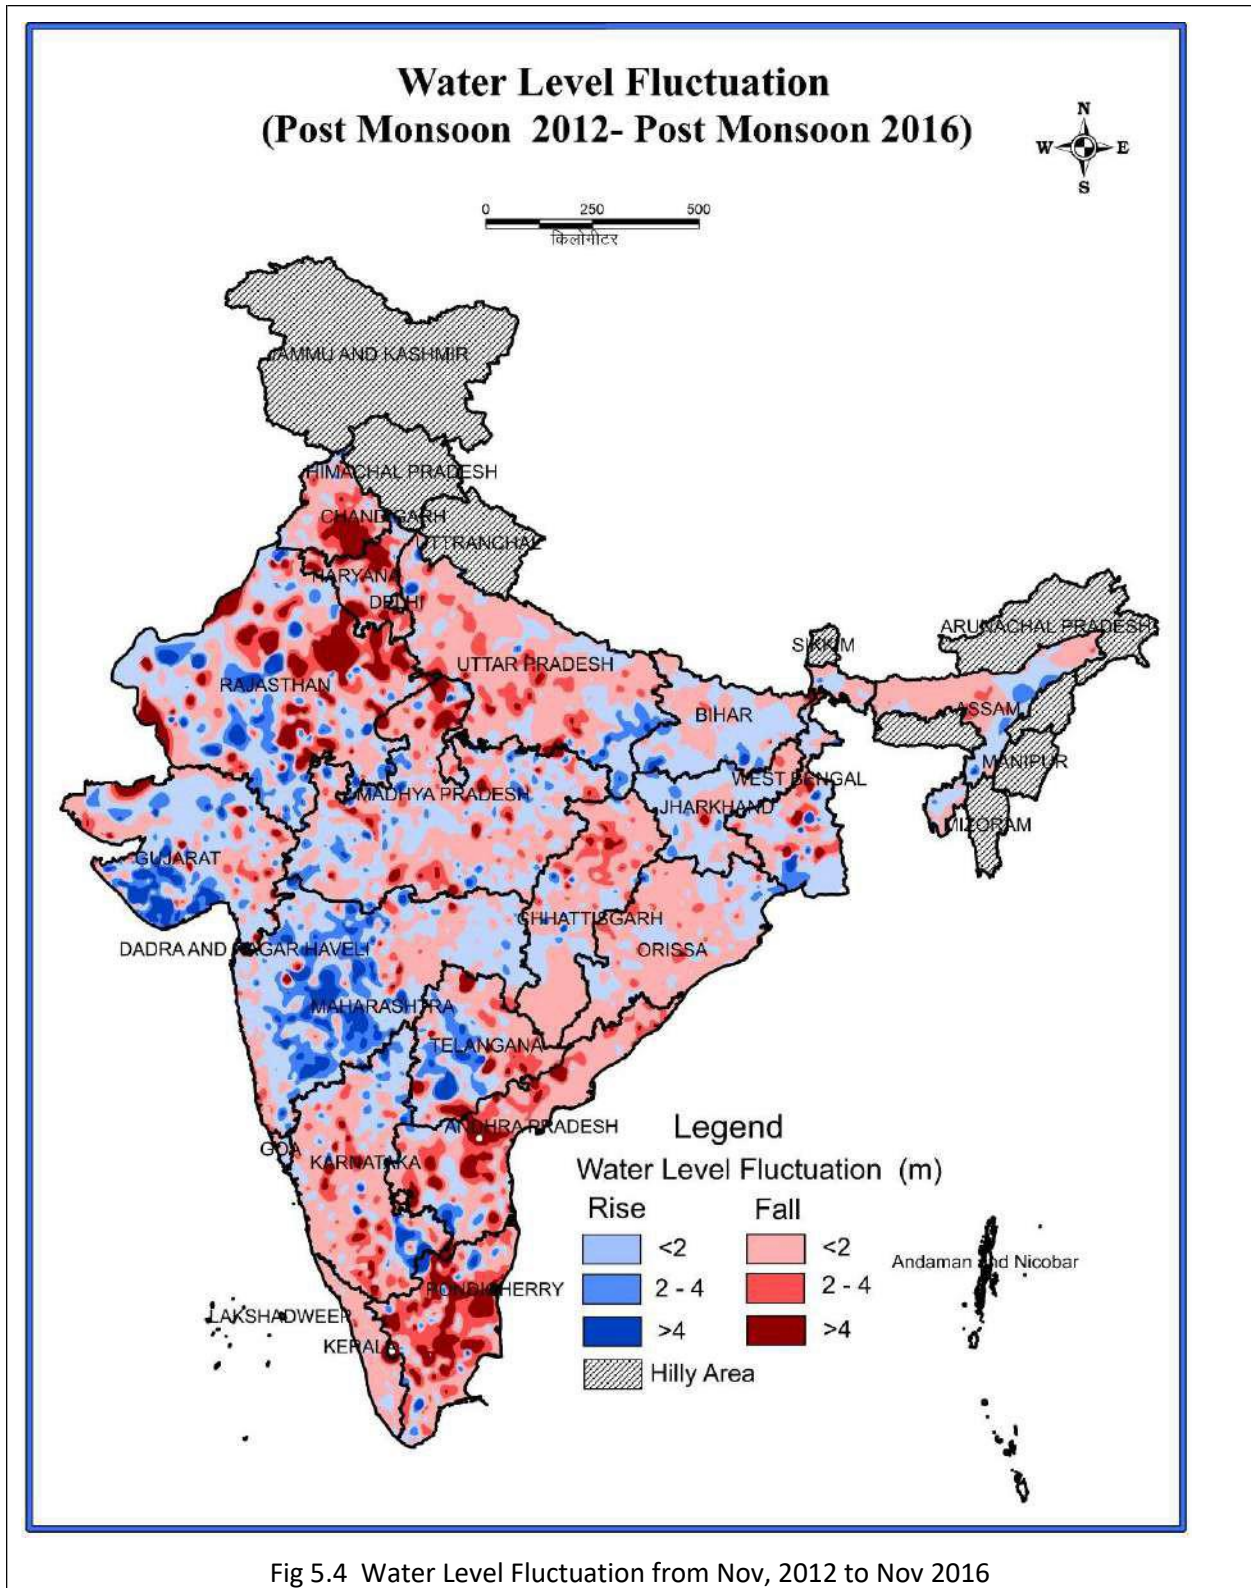 Water Level Fluctuation
(Post Monsoon 2012- Post Monsoon 2016)
N
W E
S
0 250 500
किलोमीटर
JAMMU AND KASHMIR
HIMACHAL PRADESH
CHANDIGARH
UTTRANCHAL
HARYANA
DELHI
ARUNACHAL PRADESH
SIKKIM
UTTAR PRADESH
RAJASTHAN
ASSAM
BIHAR
MANIPUR
WEST BENGAL
MADHYA PRADESH
JHARKHAND
MIZORAM
GUJARAT
CHHATTISGARH
DADRA AND NAGAR HAVELI
ORISSA
MAHARASHTRA
TELANGANA
ANDHRA PRADESH
GOA
KARNATAKA
Legend
Water Level Fluctuation (m)
Rise Fall
<2 <2
2 - 4 2 - 4
>4 >4
Hilly Area
Andaman and Nicobar
PONDICHERRY
LAKSHADWEEP
KERALA
Fig 5.4 Water Level Fluctuation from Nov, 2012 to Nov 2016